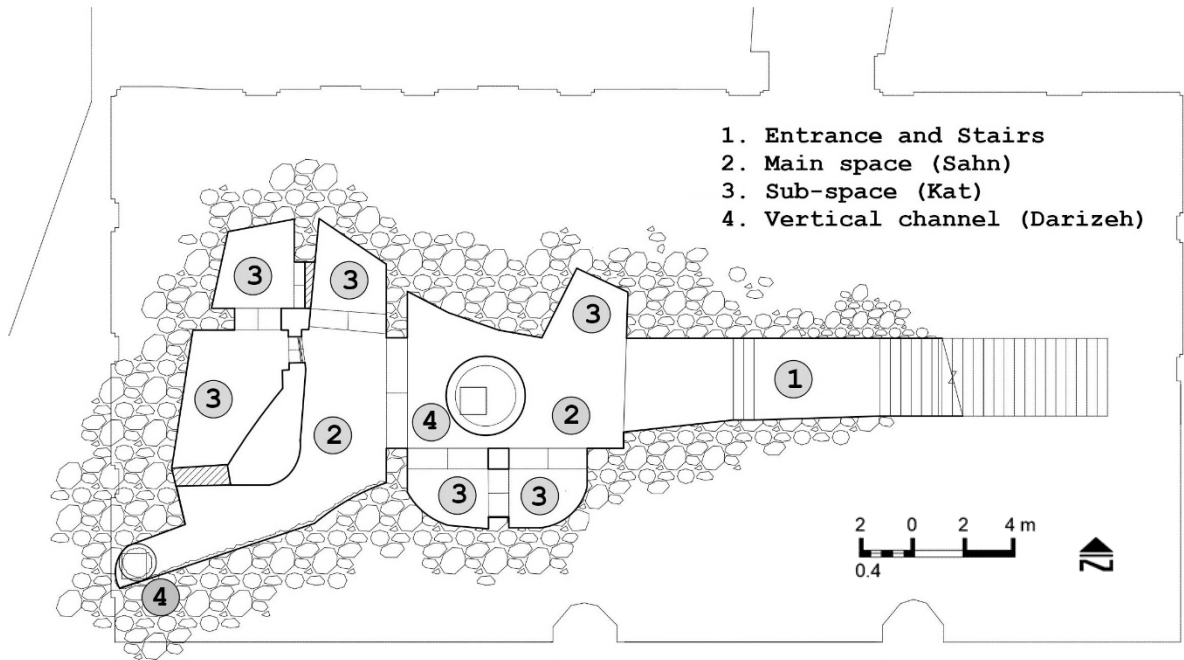 1. Entrance and Stairs
2. Main space (Sahn)
3. Sub-space (Kat)
4. Vertical channel (Darizeh)
3
3
3
3
1
4
2
2
3
3
4
2 0 2 4 m
0.4
N